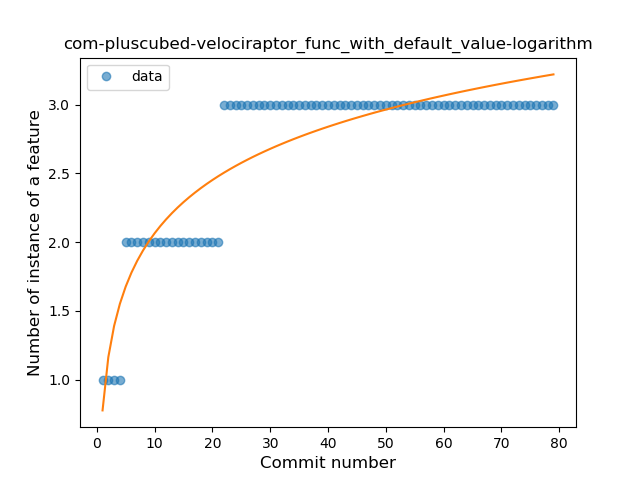 com-pluscubed-velociraptor_func_with_default_value-logarithm
data
Number of instance of a feature
3.0
2.5
2.0
1.5
1.0
0 10 20 30 40 50 60 70 80
Commit number